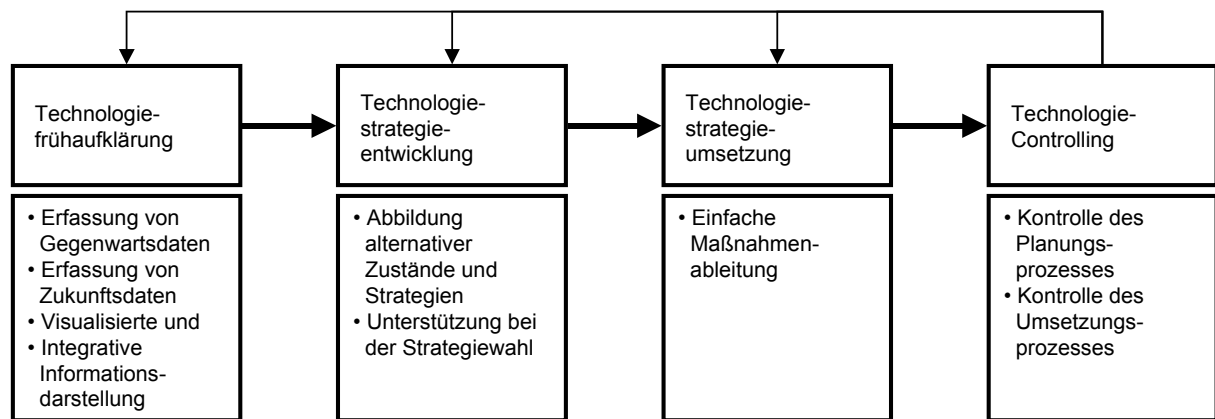 Technologie-
frühaufklärung
Technologie-
strategie-
entwicklung
Technologie-
strategie-
umsetzung
Technologie-
Controlling
• Erfassung von
Gegenwartsdaten
• Erfassung von
Zukunftsdaten
• Visualisierte und
• Integrative
Informations-
darstellung
• Abbildung
alternativer
Zustände und
Strategien
• Unterstützung bei
der Strategiewahl
• Einfache
Maßnahmen-
ableitung
• Kontrolle des
Planungs-
prozesses
• Kontrolle des
Umsetzungs-
prozesses